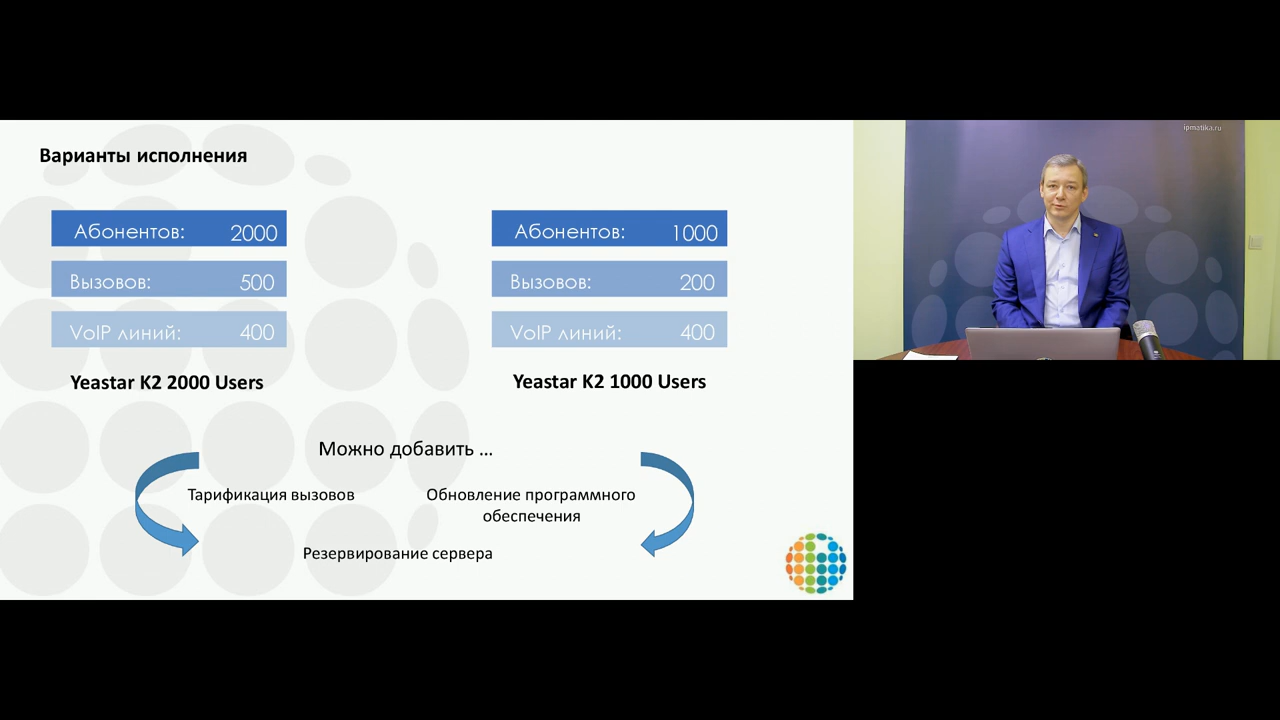 Варианты исполнения
Абонентов: 2000
Вызовов: 500
VoIP линий: 400
Yeastar K2 2000 Users
Абонентов: 1000
Вызовов: 200
VoIP линий: 400
Yeastar K2 1000 Users
Можно добавить ...
Тарификация вызовов
Обновление программного
обеспечения
Резервирование сервера
ipmatika.ru